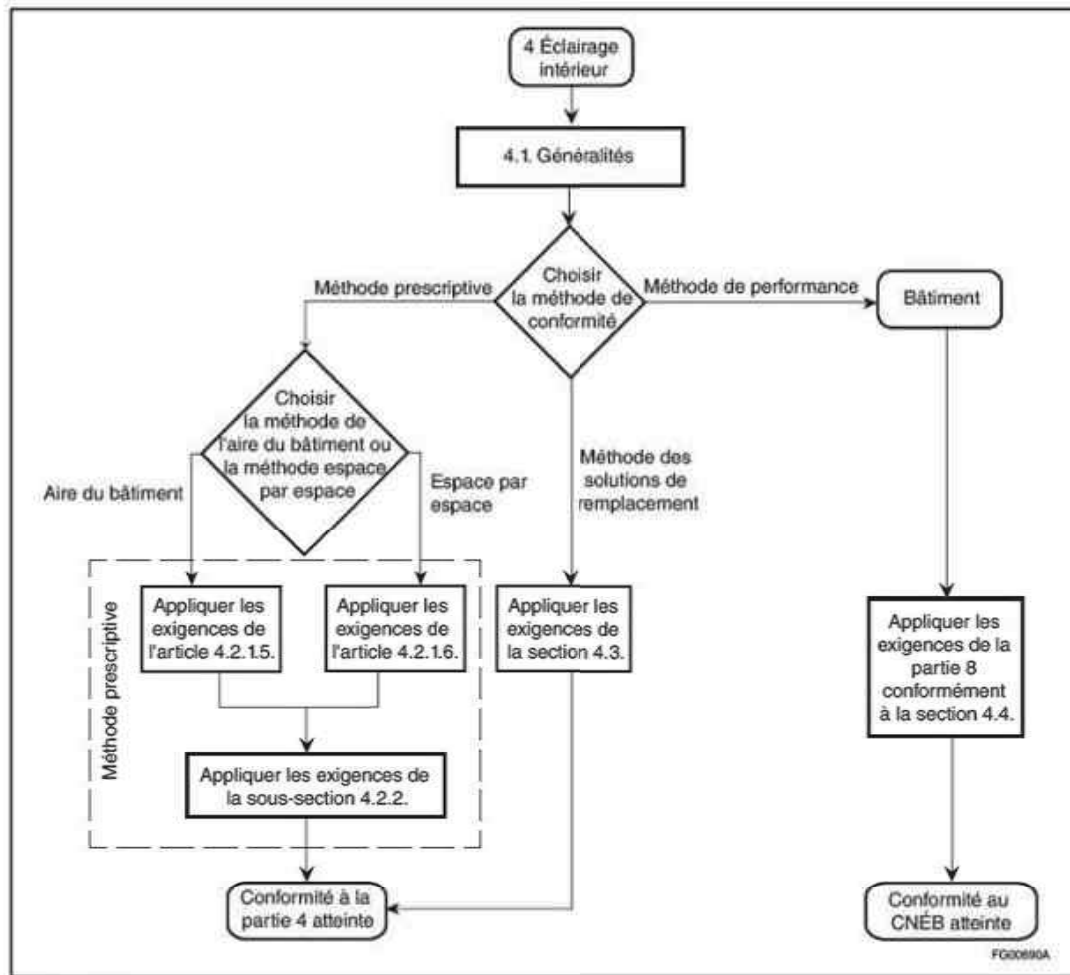 4 Éclairage
intérieur
4.1. Généralités
Choisir
la méthode de
conformité
Méthode prescriptive
Méthode de performance
Bâtiment
Choisir
la méthode de
l'aire du bâtiment ou
la méthode espace
par espace
Aire du bâtiment
Espace par
espace
Méthode des
solutions de
remplacement
Méthode prescriptive
Appliquer les
exigences de
l'article 4.2.1.5.
Appliquer les
exigences de
l'article 4.2.1.6.
Appliquer les
exigences de
la section 4.3.
Appliquer les
exigences de la
partie 8
conformément
à la section 4.4.
Appliquer les exigences de
la sous-section 4.2.2.
Conformité à la
partie 4 atteinte
Conformité au
CNÉB atteinte
FG00690A